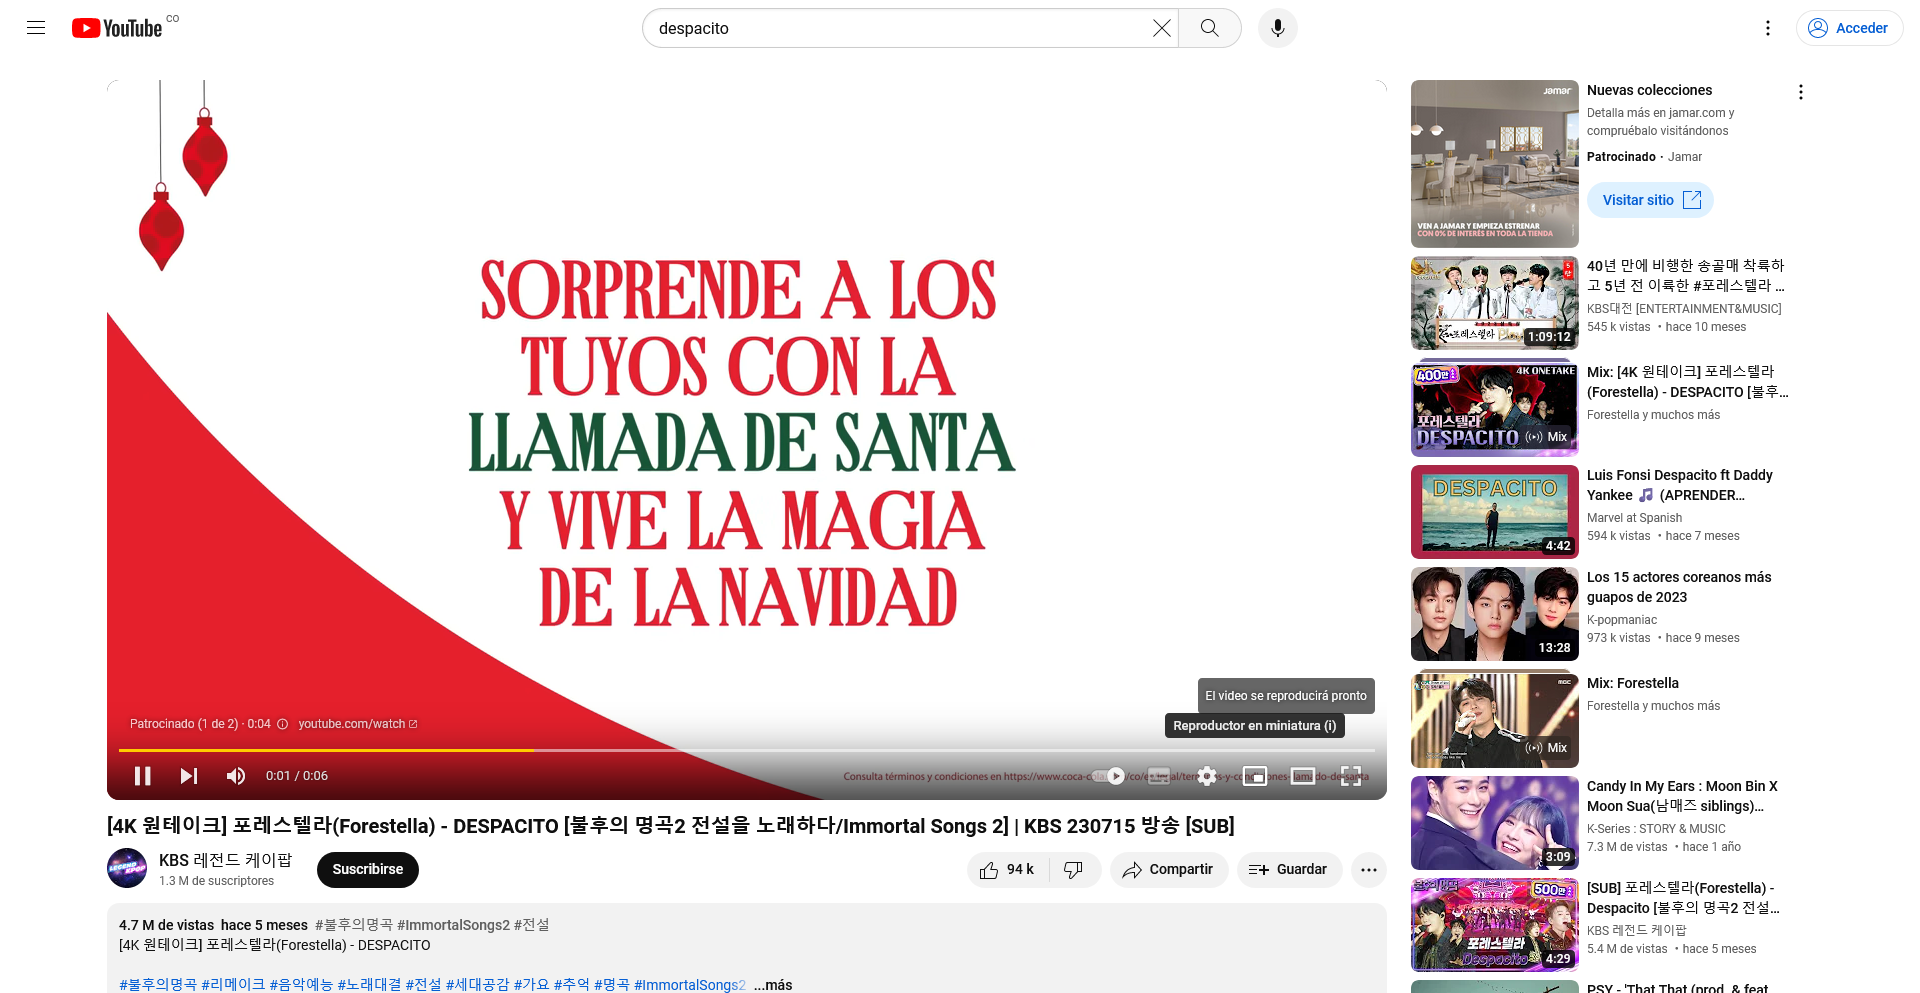 YouTube CO
despacito
Acceder
SORPRENDE A LOS
TUYOS CON LA
LLAMADA DE SANTA
Y VIVE LA MAGIA
DE LA NAVIDAD
El video se reproducirá pronto
Patrocinado (1 de 2) · 0:04 youtube.com/watch
Reproductor en miniatura (i)
0:01 / 0:06
Consulta términos y condiciones en https://www.coca-cola
[4K 원테이크] 포레스텔라(Forestella) - DESPACITO [불후의 명곡2 전설을 노래하다/Immortal Songs 2] | KBS 230715 방송 [SUB]
KBS 레전드 케이팝
1.3 M de suscriptores
Suscribirse
94 k
Compartir
Guardar
4.7 M de vistas hace 5 meses #불후의명곡 #ImmortalSongs2 #전설
[4K 원테이크] 포레스텔라(Forestella) - DESPACITO
#불후의명곡 #리메이크 #음악예능 #노래대결 #전설 #세대공감 #가요 #추억 #명곡 #ImmortalSongs2 ...más
Jamar
VEN A JAMAR Y EMPIEZA ESTRENAR
CON 0% DE INTERÉS EN TODA LA TIENDA
Nuevas colecciones
Detalla más en jamar.com y
compruébalo visitándonos
Patrocinado · Jamar
Visitar sitio
1:09:12
40년 만에 비행한 송골매 착륙하
고 5년 전 이륙한 #포레스텔라 ...
KBS대전 [ENTERTAINMENT&MUSIC]
545 k vistas • hace 10 meses
400만
4K ONETAKE
포레스텔라
DESPACITO
Mix
Mix: [4K 원테이크] 포레스텔라
(Forestella) - DESPACITO [불후...
Forestella y muchos más
DESPACITO
4:42
Luis Fonsi Despacito ft Daddy
Yankee 🎵 (APRENDER...
Marvel at Spanish
594 k vistas • hace 7 meses
13:28
Los 15 actores coreanos más
guapos de 2023
K-popmaniac
973 k vistas • hace 9 meses
mbc
Mix
Mix: Forestella
Forestella y muchos más
3:09
Candy In My Ears : Moon Bin X
Moon Sua(남매즈 siblings)...
K-Series : STORY & MUSIC
7.3 M de vistas • hace 1 año
500만
포레스텔라
Despacito
4:29
[SUB] 포레스텔라(Forestella) -
Despacito [불후의 명곡2 전설...
KBS 레전드 케이팝
5.4 M de vistas • hace 5 meses
PSY - 'That That (prod. & feat.